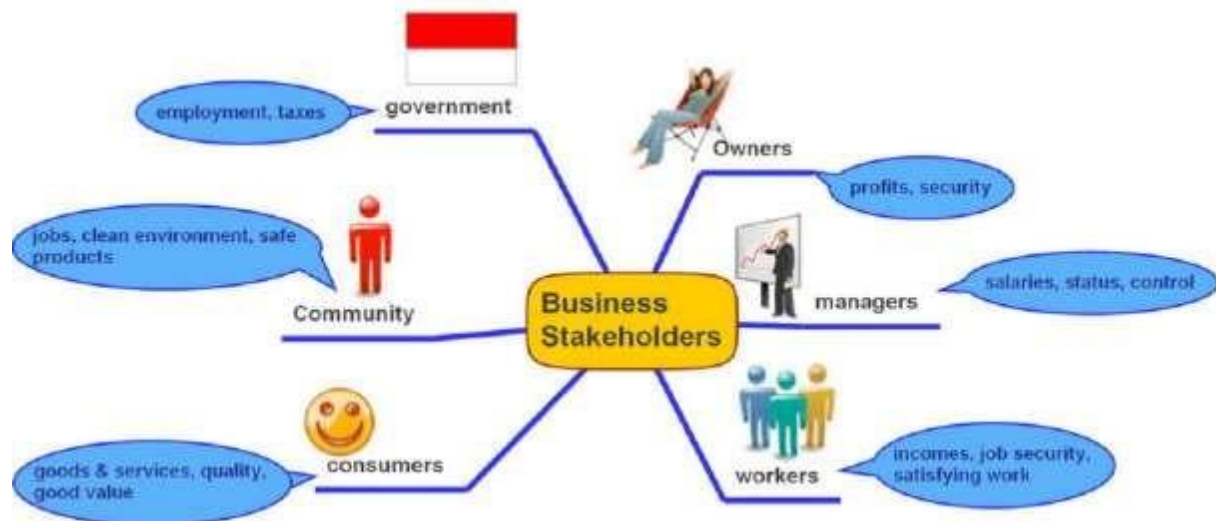 government
employment, taxes
Owners
profits, security
jobs, clean environment, safe
products
Community
managers
salaries, status, control
Business
Stakeholders
consumers
goods & services, quality,
good value
workers
incomes, job security,
satisfying work